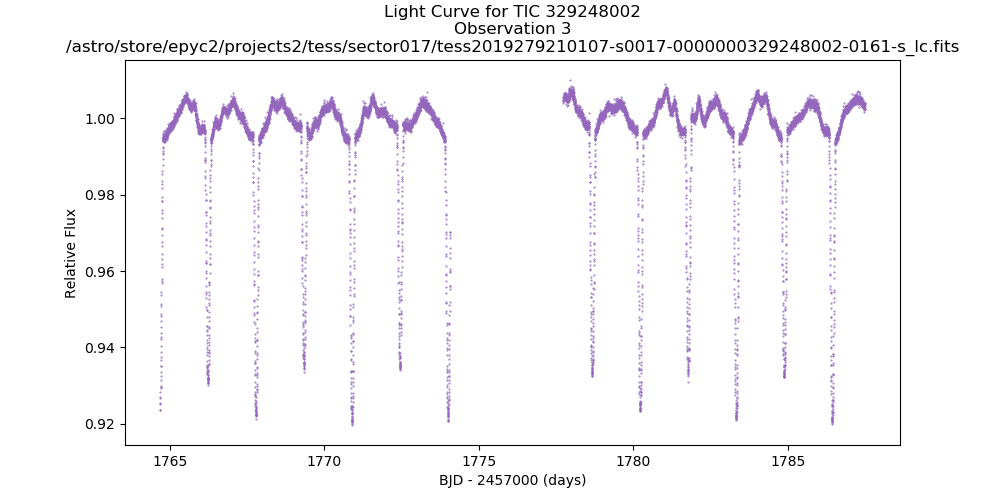 Light Curve for TIC 329248002
Observation 3
/astro/store/epyc2/projects2/tess/sector017/tess2019279210107-s0017-0000000329248002-0161-s_lc.fits
1.00
0.98
0.96
0.94
0.92
Relative Flux
1765
1770
1775
1780
1785
BJD - 2457000 (days)